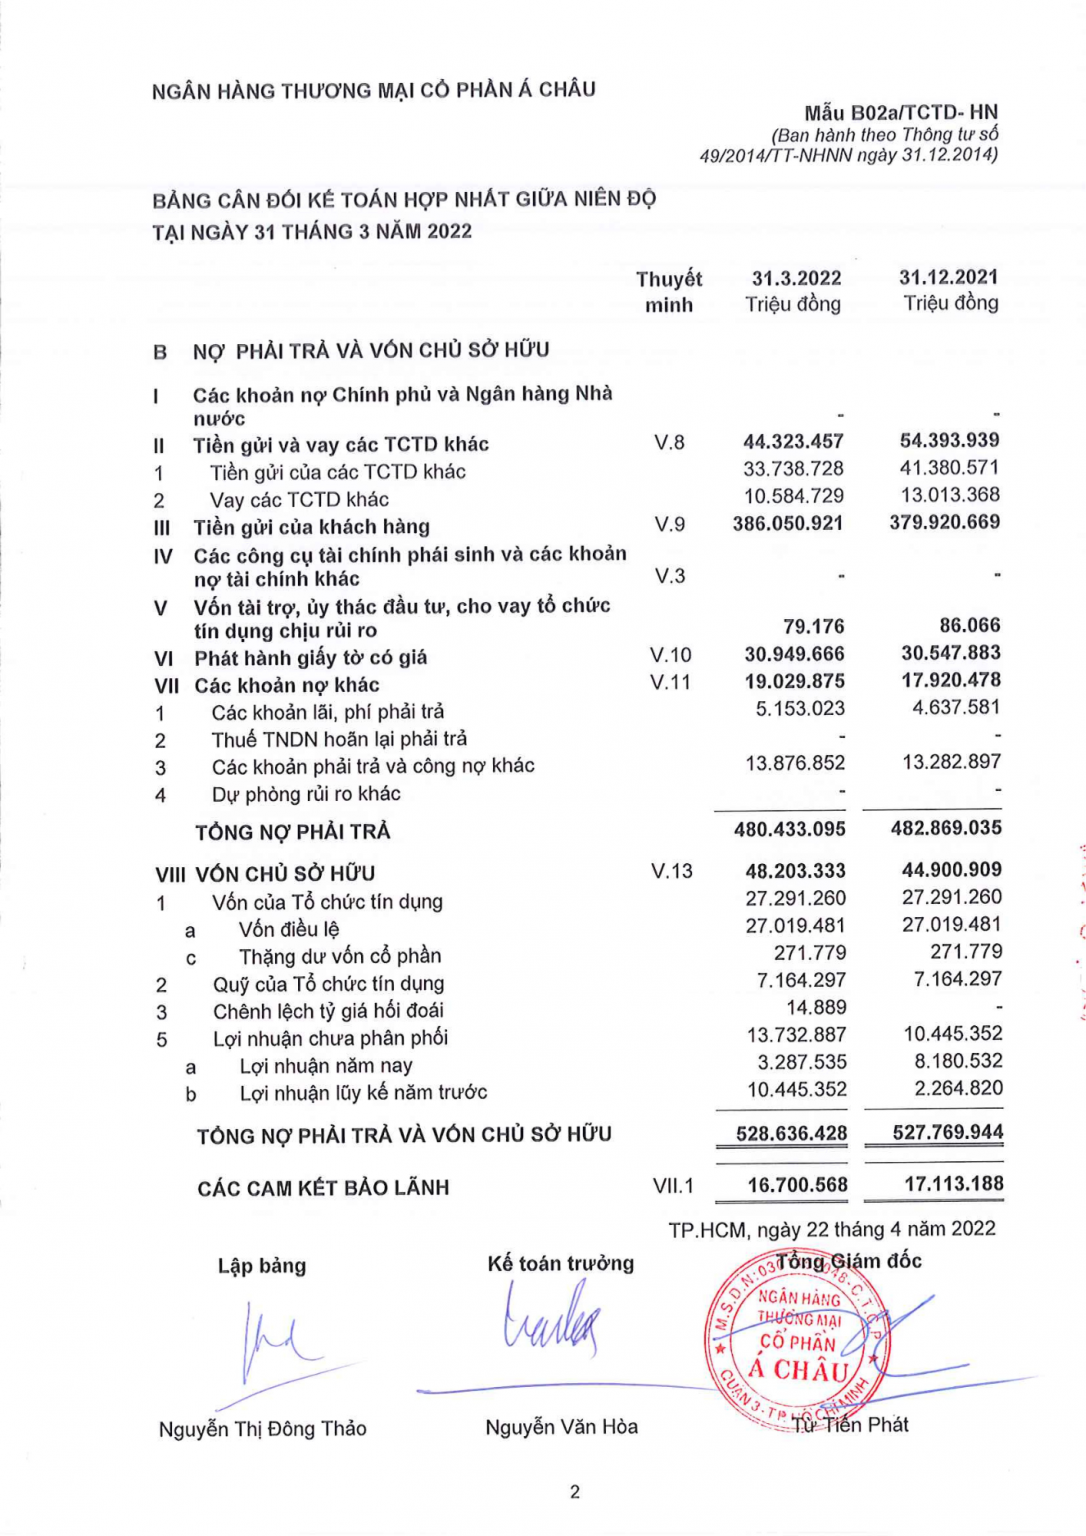 NGÂN HÀNG THƯƠNG MẠI CỔ PHẦN Á CHÂU
Mẫu B02a/TCTD- HN
(Ban hành theo Thông tư số
49/2014/TT-NHNN ngày 31.12.2014)
BẢNG CÂN ĐỐI KẾ TOÁN HỢP NHẤT GIỮA NIÊN ĐỘ
TẠI NGÀY 31 THÁNG 3 NĂM 2022
Thuyết 31.3.2022 31.12.2021
minh Triệu đồng Triệu đồng
B NỢ PHẢI TRẢ VÀ VỐN CHỦ SỞ HỮU
I Các khoản nợ Chính phủ và Ngân hàng Nhà
nước - -
II Tiền gửi và vay các TCTD khác V.8 44.323.457 54.393.939
1 Tiền gửi của các TCTD khác 33.738.728 41.380.571
2 Vay các TCTD khác 10.584.729 13.013.368
III Tiền gửi của khách hàng V.9 386.050.921 379.920.669
IV Các công cụ tài chính phái sinh và các khoản
nợ tài chính khác V.3 - -
V Vốn tài trợ, ủy thác đầu tư, cho vay tổ chức
tín dụng chịu rủi ro 79.176 86.066
VI Phát hành giấy tờ có giá V.10 30.949.666 30.547.883
VII Các khoản nợ khác V.11 19.029.875 17.920.478
1 Các khoản lãi, phí phải trả 5.153.023 4.637.581
2 Thuế TNDN hoãn lại phải trả - -
3 Các khoản phải trả và công nợ khác 13.876.852 13.282.897
4 Dự phòng rủi ro khác - -
TỔNG NỢ PHẢI TRẢ 480.433.095 482.869.035
VIII VỐN CHỦ SỞ HỮU V.13 48.203.333 44.900.909
1 Vốn của Tổ chức tín dụng 27.291.260 27.291.260
a Vốn điều lệ 27.019.481 27.019.481
c Thặng dư vốn cổ phần 271.779 271.779
2 Quỹ của Tổ chức tín dụng 7.164.297 7.164.297
3 Chênh lệch tỷ giá hối đoái 14.889 -
5 Lợi nhuận chưa phân phối 13.732.887 10.445.352
a Lợi nhuận năm nay 3.287.535 8.180.532
b Lợi nhuận lũy kế năm trước 10.445.352 2.264.820
TỔNG NỢ PHẢI TRẢ VÀ VỐN CHỦ SỞ HỮU 528.636.428 527.769.944
CÁC CAM KẾT BẢO LÃNH VII.1 16.700.568 17.113.188
TP.HCM, ngày 22 tháng 4 năm 2022
Lập bảng Kế toán trưởng Tổng Giám đốc
NGÂN HÀNG
THƯƠNG MẠI
CỔ PHẦN
Á CHÂU
QUẬN 3 - TP. HỒ CHÍ MINH
Nguyễn Thị Đông Thảo Nguyễn Văn Hòa Từ Tiến Phát
2